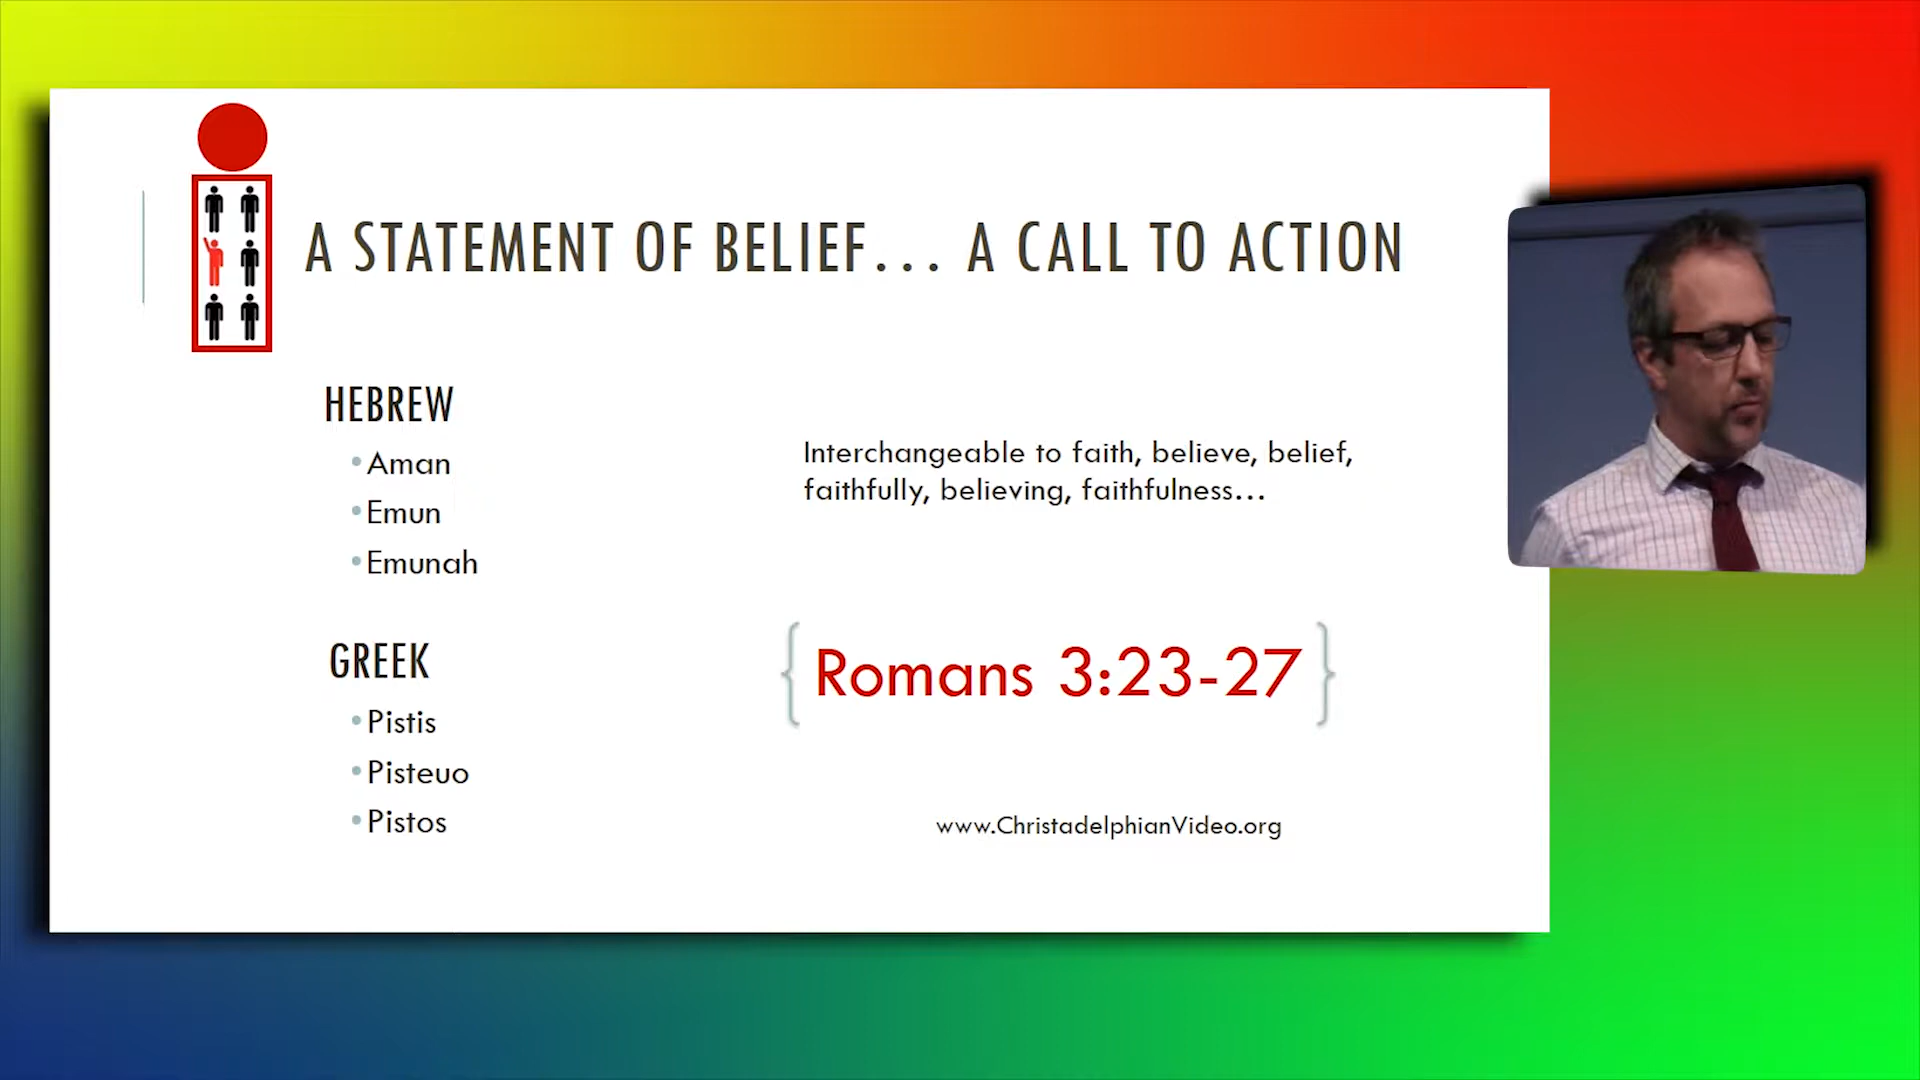 A STATEMENT OF BELIEF... A CALL TO ACTION
HEBREW
•Aman
•Emun
•Emunah
Interchangeable to faith, believe, belief,
faithfully, believing, faithfulness...
GREEK
•Pistis
•Pisteuo
•Pistos
{Romans 3:23-27}
www.ChristadelphianVideo.org